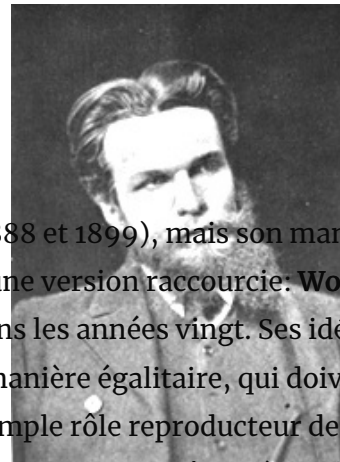 388 et 1899), mais son man
une version raccourcie: Wo
ns les années vingt. Ses idé
manière égalitaire, qui doiv
mple rôle reproducteur de